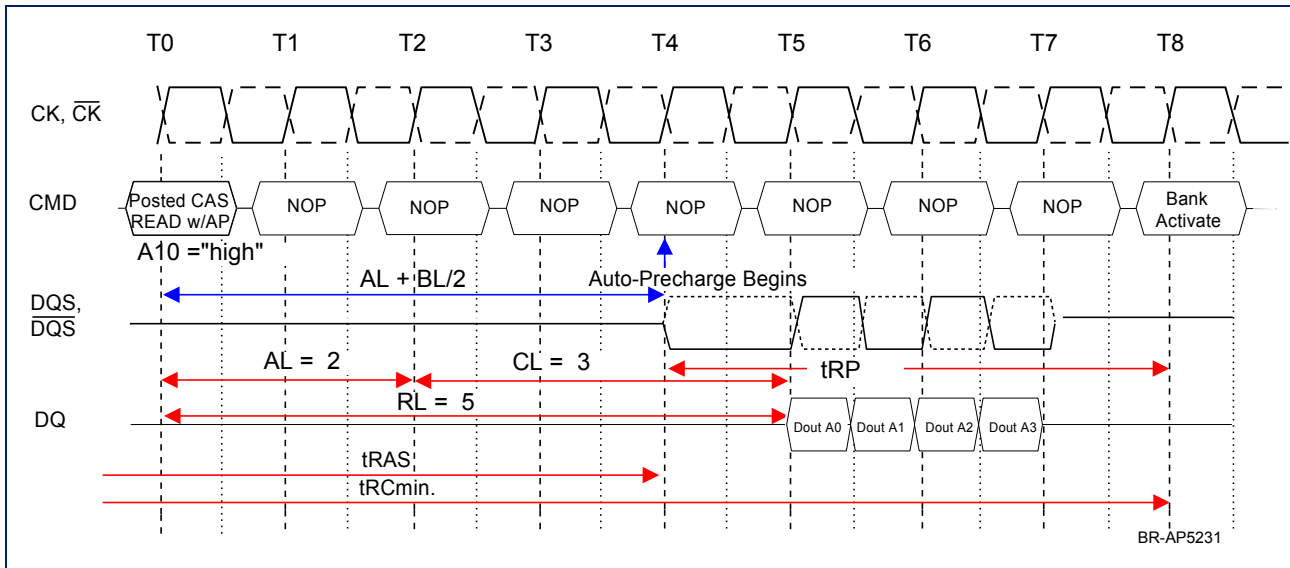 T0 T1 T2 T3 T4 T5 T6 T7 T8
CK, CK
CMD
Posted CAS READ w/AP
NOP NOP NOP NOP NOP NOP NOP
Bank Activate
A10 ="high"
AL + BL/2
Auto-Precharge Begins
DQS,
DQS
AL = 2
CL = 3
tRP
RL = 5
DQ
Dout A0 Dout A1 Dout A2 Dout A3
tRAS
tRCmin.
BR-AP5231